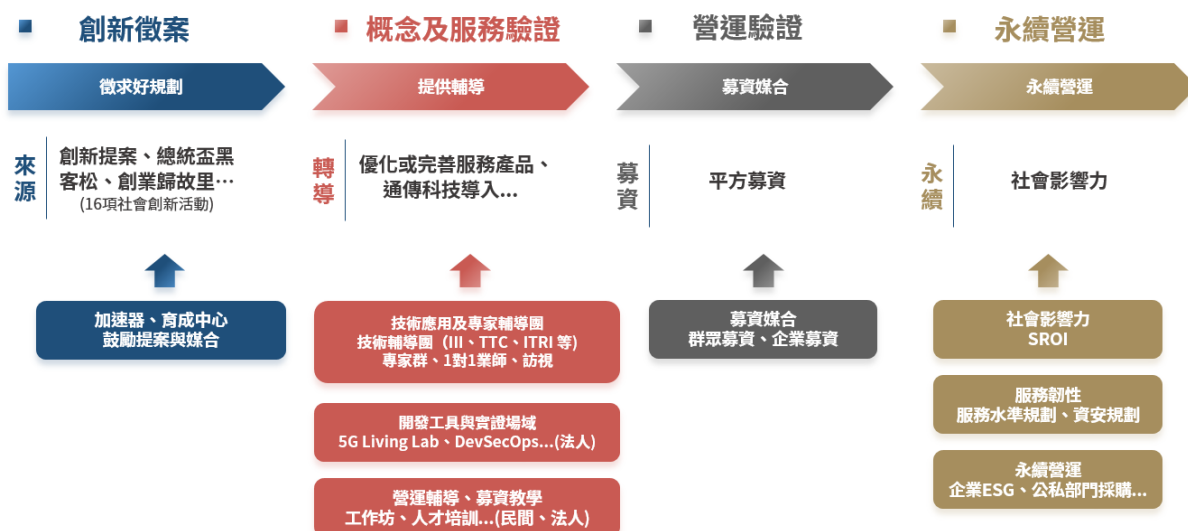 創新徵案
徵求好規劃
來源
創新提案、總統盃黑
客松、創業歸故里⋯
(16項社會創新活動)
加速器、育成中心
鼓勵提案與媒合
概念及服務驗證
提供輔導
轉導
優化或完善服務產品、
通傳科技導入...
技術應用及專家輔導團
技術輔導團（III、TTC、ITRI 等)
專家群、1對1業師、訪視
開發工具與實證場域
5G Living Lab、DevSecOps...(法人)
營運輔導、募資教學
工作坊、人才培訓...(民間、法人)
營運驗證
募資媒合
募資
平方募資
募資媒合
群眾募資、企業募資
永續營運
永續營運
永續
社會影響力
社會影響力
SROI
服務韌性
服務水準規劃、資安規劃
永續營運
企業ESG、公私部門採購...